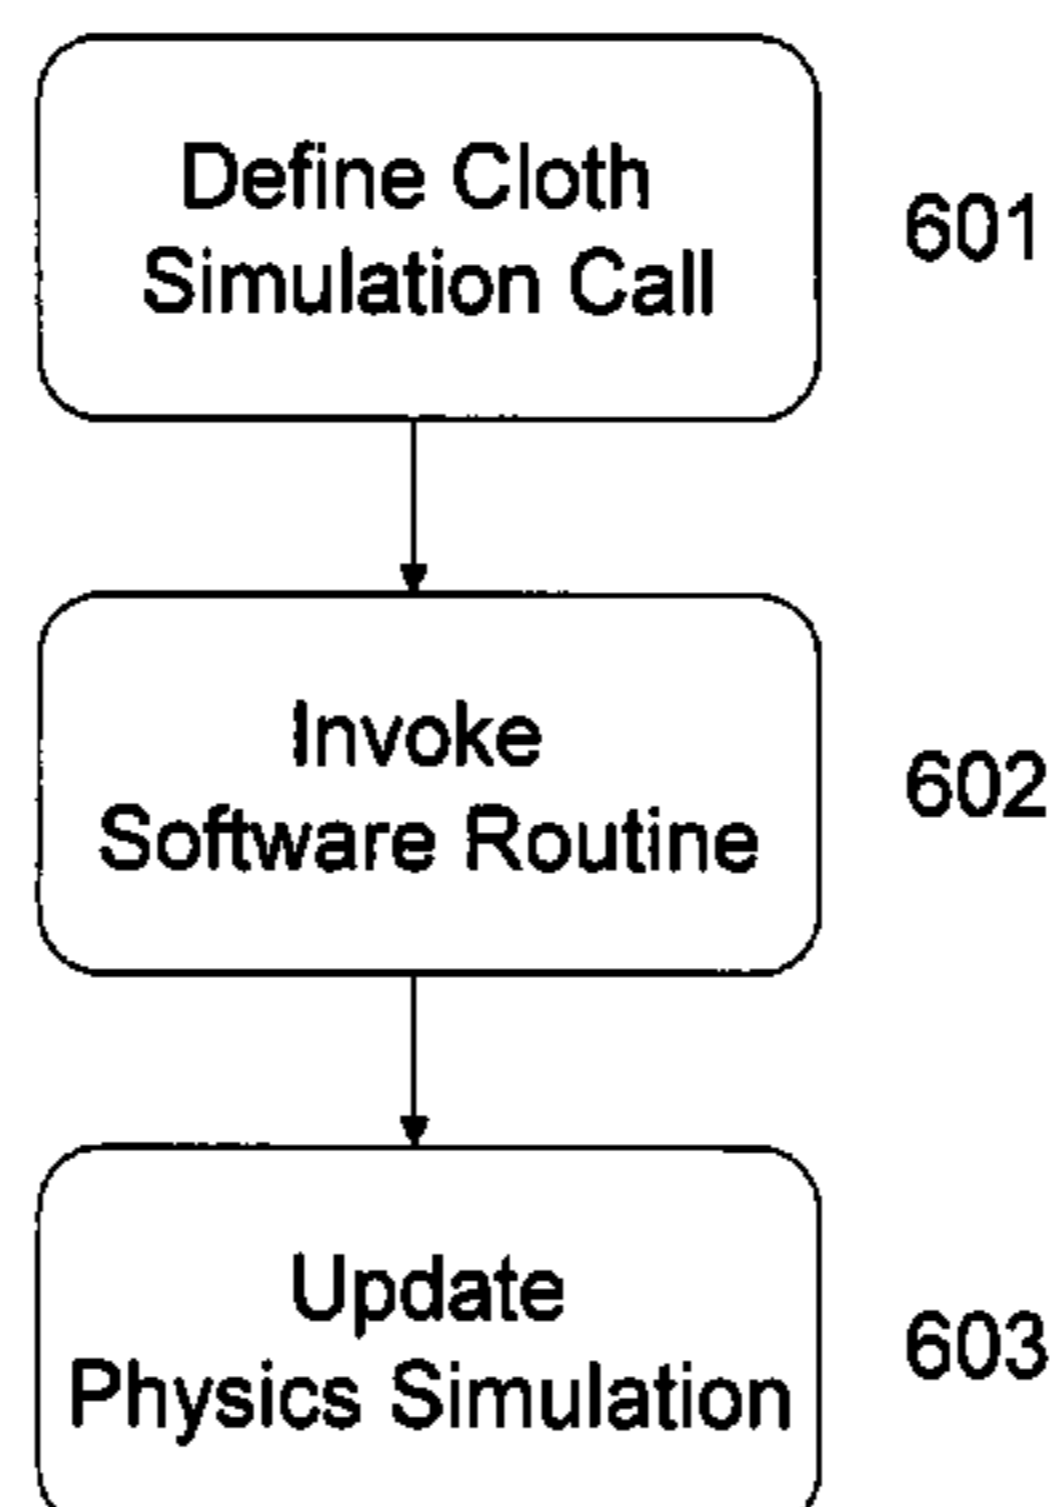 Define Cloth
Simulation Call
601
Invoke
Software Routine
602
Update
Physics Simulation
603